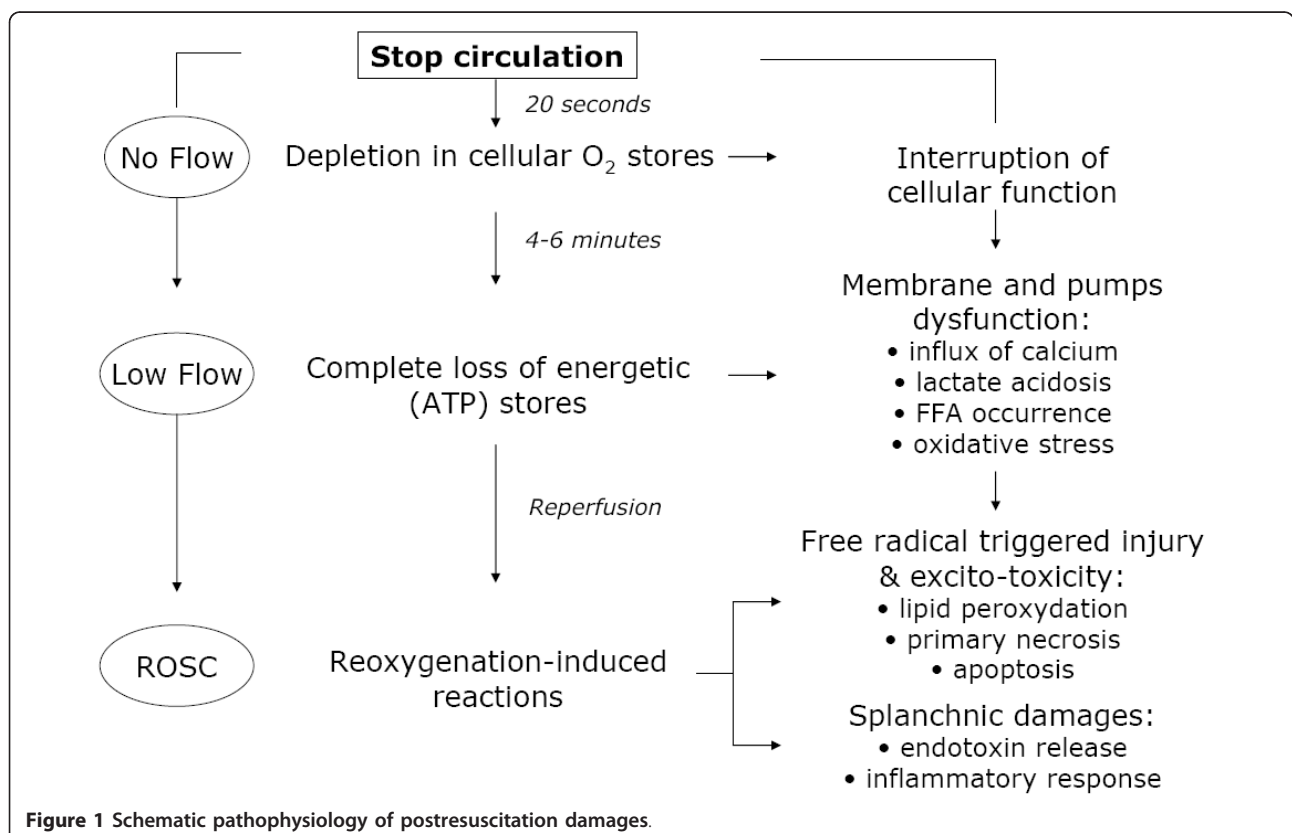 Stop circulation
20 seconds
No Flow
Depletion in cellular O₂ stores
Interruption of
cellular function
4-6 minutes
Low Flow
Complete loss of energetic
(ATP) stores
Membrane and pumps
dysfunction:
• influx of calcium
• lactate acidosis
• FFA occurrence
• oxidative stress
Reperfusion
ROSC
Reoxygenation-induced
reactions
Free radical triggered injury
& excito-toxicity:
• lipid peroxydation
• primary necrosis
• apoptosis
Splanchnic damages:
• endotoxin release
• inflammatory response
Figure 1 Schematic pathophysiology of postresuscitation damages.